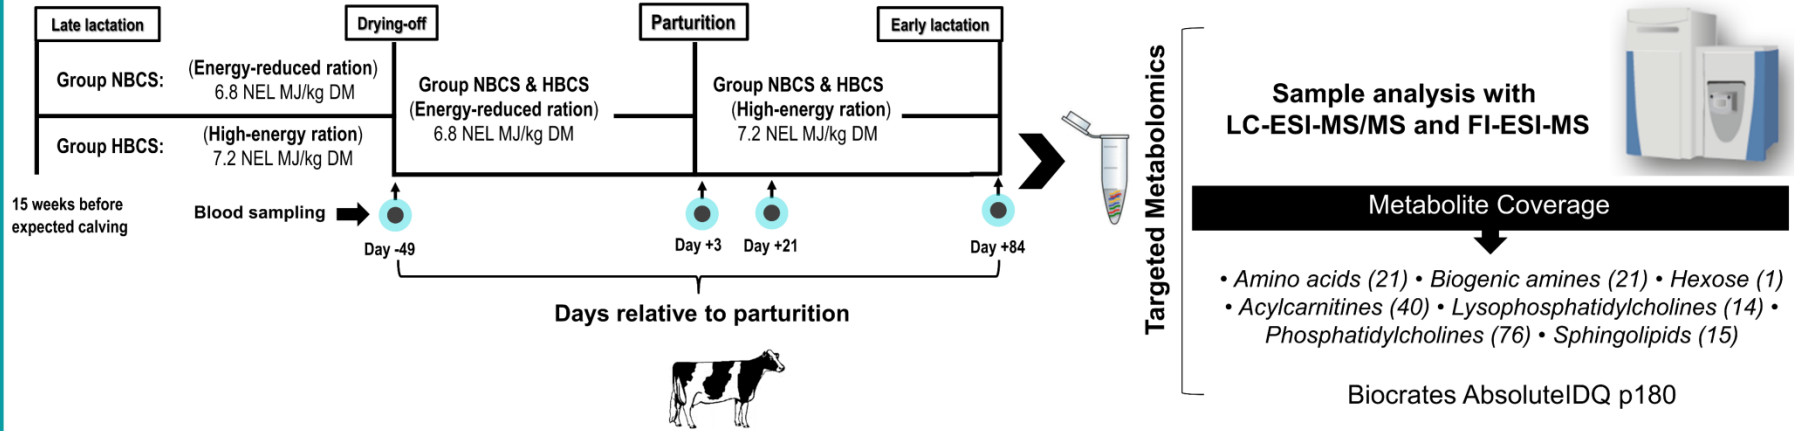 Late lactation
Drying-off
Parturition
Early lactation
Group NBCS:
(Energy-reduced ration)
6.8 NEL MJ/kg DM
Group HBCS:
(High-energy ration)
7.2 NEL MJ/kg DM
Group NBCS & HBCS
(Energy-reduced ration)
6.8 NEL MJ/kg DM
Group NBCS & HBCS
(High-energy ration)
7.2 NEL MJ/kg DM
15 weeks before
expected calving
Blood sampling
Day -49
Day +3
Day +21
Day +84
Days relative to parturition
Targeted Metabolomics
Sample analysis with
LC-ESI-MS/MS and FI-ESI-MS
Metabolite Coverage
• Amino acids (21) • Biogenic amines (21) • Hexose (1)
• Acylcarnitines (40) • Lysophosphatidylcholines (14) •
Phosphatidylcholines (76) • Sphingolipids (15)
Biocrates AbsoluteIDQ p180